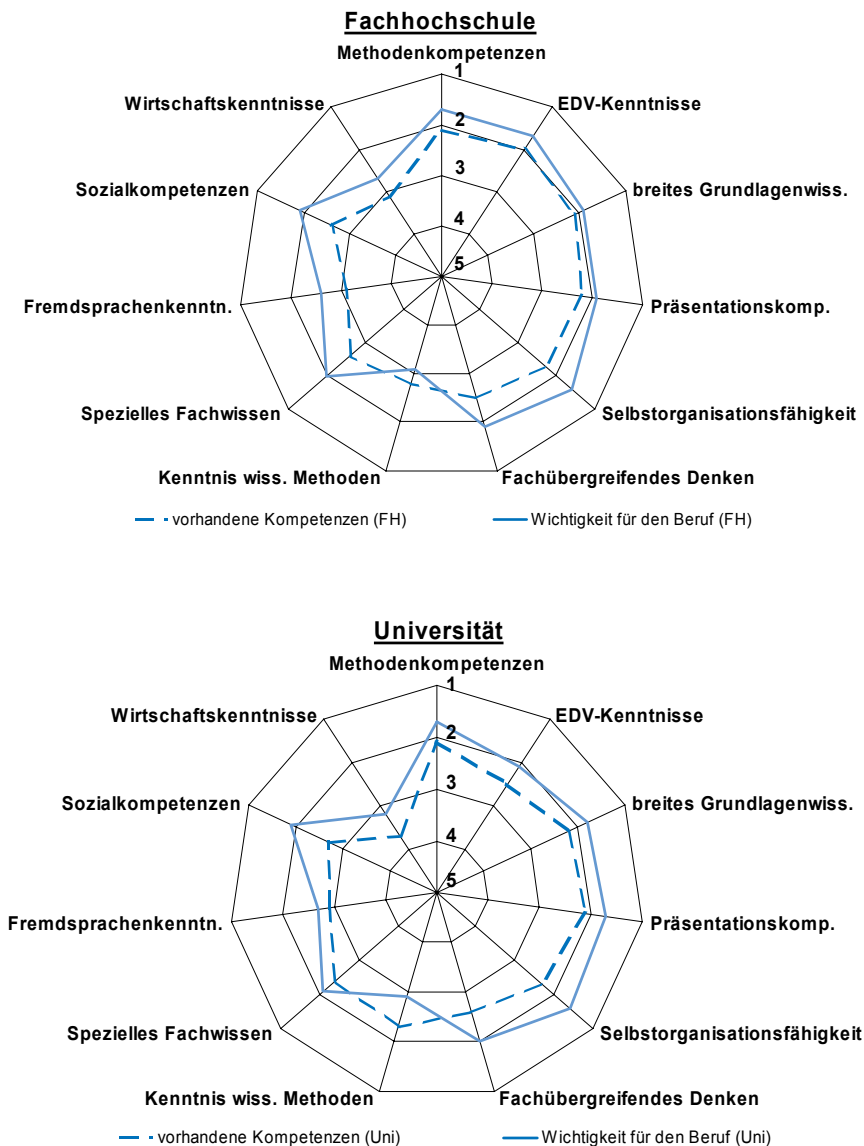 Fachhochschule
Methodenkompetenzen
1
Wirtschaftskenntnisse
EDV-Kenntnisse
2
3
Sozialkompetenzen
breites Grundlagenwiss.
4
5
Fremdsprachenkenntn.
Präsentationskomp.
Spezielles Fachwissen
Selbstorganisationsfähigkeit
Kenntnis wiss. Methoden
Fachübergreifendes Denken
vorhandene Kompetenzen (FH)
Wichtigkeit für den Beruf (FH)
Universität
Methodenkompetenzen
1
Wirtschaftskenntnisse
EDV-Kenntnisse
2
3
Sozialkompetenzen
breites Grundlagenwiss.
4
5
Fremdsprachenkenntn.
Präsentationskomp.
Spezielles Fachwissen
Selbstorganisationsfähigkeit
Kenntnis wiss. Methoden
Fachübergreifendes Denken
vorhandene Kompetenzen (Uni)
Wichtigkeit für den Beruf (Uni)